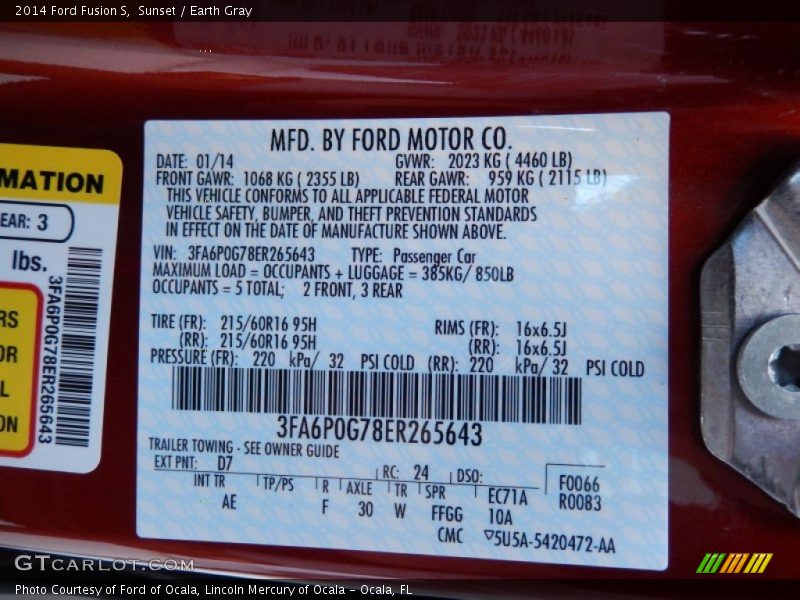 2014 Ford Fusion S,  Sunset / Earth Gray
MATION
EAR: 3
lbs.
RS
OR
L
ON
3FA6P0G78ER265643
MFD. BY FORD MOTOR CO.
DATE: 01/14 GVWR: 2023 KG ( 4460 LB)
FRONT GAWR: 1068 KG ( 2355 LB) REAR GAWR: 959 KG ( 2115 LB)
THIS VEHICLE CONFORMS TO ALL APPLICABLE FEDERAL MOTOR
VEHICLE SAFETY, BUMPER, AND THEFT PREVENTION STANDARDS
IN EFFECT ON THE DATE OF MANUFACTURE SHOWN ABOVE.
VIN: 3FA6P0G78ER265643 TYPE: Passenger Car
MAXIMUM LOAD = OCCUPANTS + LUGGAGE = 385KG/ 850LB
OCCUPANTS = 5 TOTAL; 2 FRONT, 3 REAR
TIRE (FR): 215/60R16 95H RIMS (FR): 16x6.5J
(RR): 215/60R16 95H (RR): 16x6.5J
PRESSURE (FR): 220 kPa/ 32 PSI COLD (RR): 220 kPa/ 32 PSI COLD
3FA6P0G78ER265643
TRAILER TOWING - SEE OWNER GUIDE
EXT PNT: D7 RC: 24 DSO: F0066
INT TR TP/PS R AXLE TR SPR EC71A R0083
AE F 30 W FFGG 10A
CMC ▽5U5A-5420472-AA
GTCARLOT.COM
Photo Courtesy of Ford of Ocala, Lincoln Mercury of Ocala - Ocala, FL